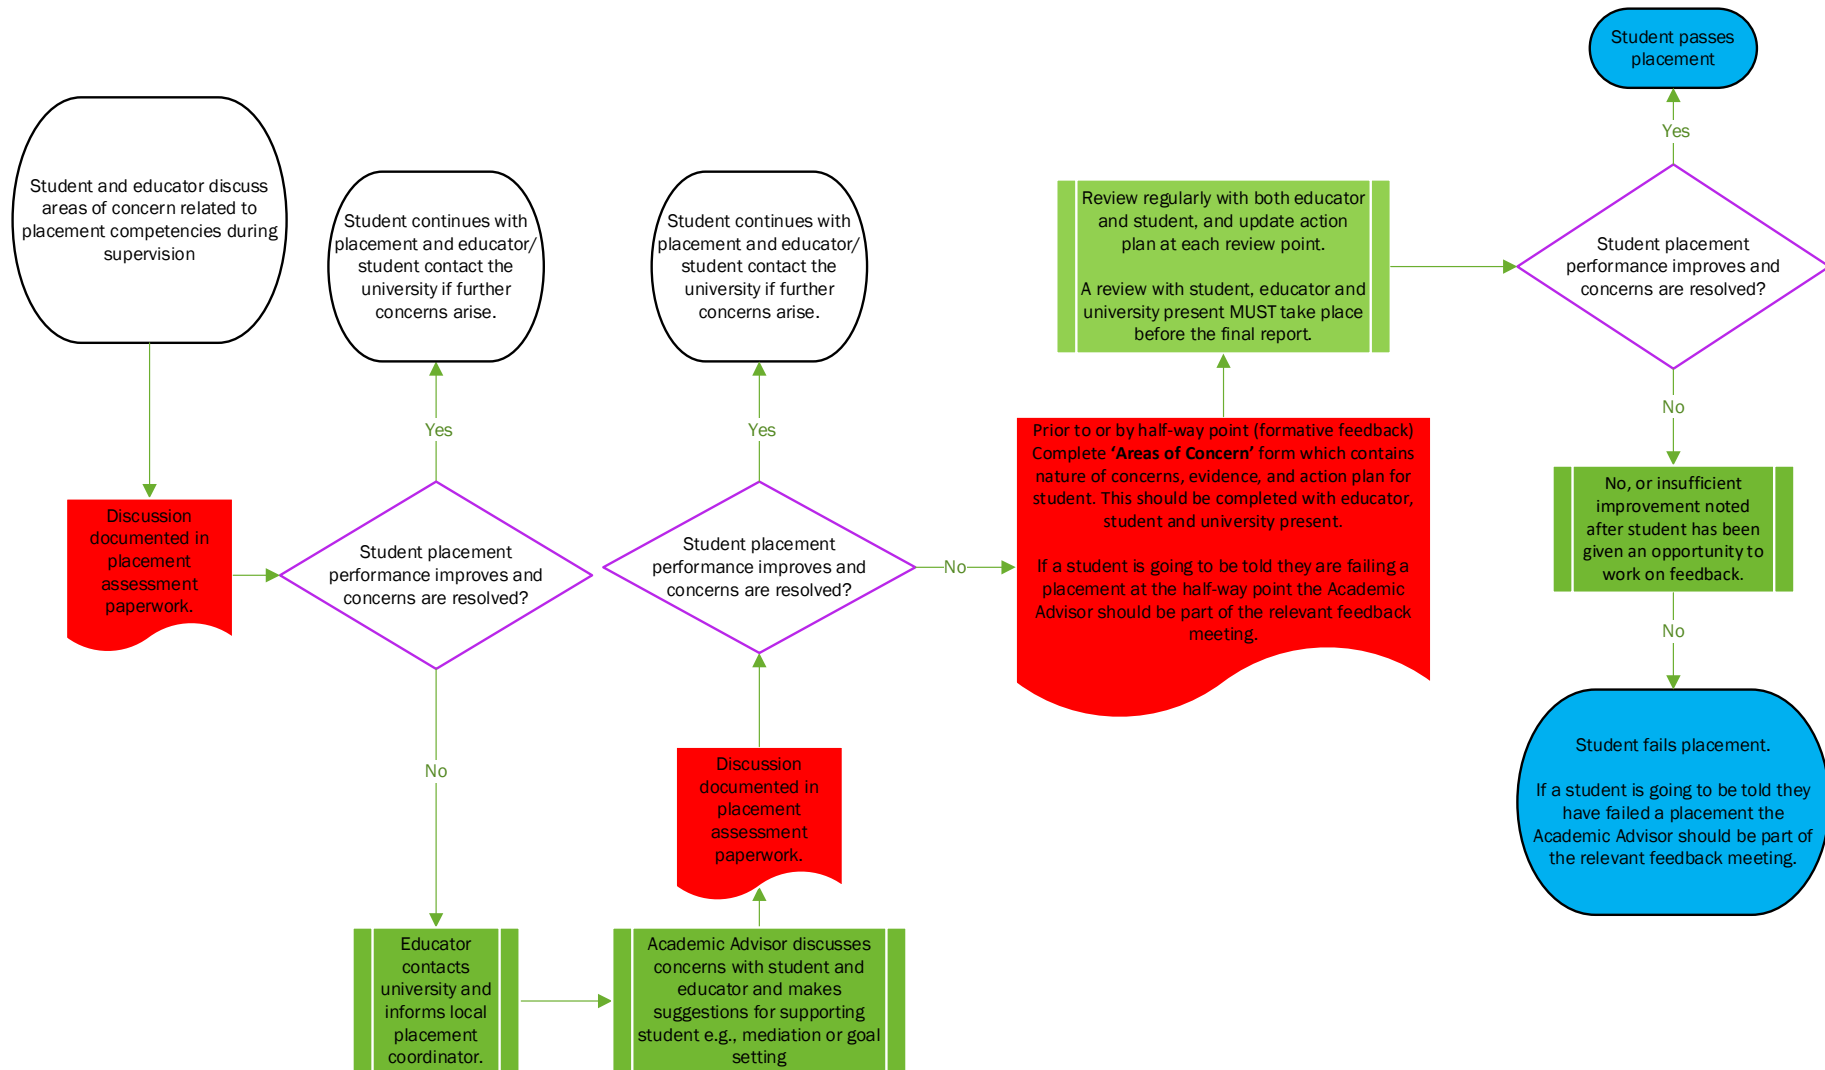 Student and educator discuss
areas of concern related to
placement competencies during
supervision
Discussion
documented in
placement
assessment
paperwork.
Student continues with
placement and educator/
student contact the
university if further
concerns arise.
Yes
Student placement
performance improves and
concerns are resolved?
No
Educator
contacts
university and
informs local
placement
coordinator.
Academic Advisor discusses
concerns with student and
educator and makes
suggestions for supporting
student e.g., mediation or goal
setting
Discussion
documented in
placement
assessment
paperwork.
Student placement
performance improves and
concerns are resolved?
Yes
Student continues with
placement and educator/
student contact the
university if further
concerns arise.
No
Prior to or by half-way point (formative feedback)
Complete ‘Areas of Concern’ form which contains
nature of concerns, evidence, and action plan for
student. This should be completed with educator,
student and university present.
If a student is going to be told they are failing a
placement at the half-way point the Academic
Advisor should be part of the relevant feedback
meeting.
Review regularly with both educator
and student, and update action
plan at each review point.
A review with student, educator and
university present MUST take place
before the final report.
Student placement
performance improves and
concerns are resolved?
Yes
Student passes
placement
No
No, or insufficient
improvement noted
after student has been
given an opportunity to
work on feedback.
No
Student fails placement.
If a student is going to be told they
have failed a placement the
Academic Advisor should be part of
the relevant feedback meeting.